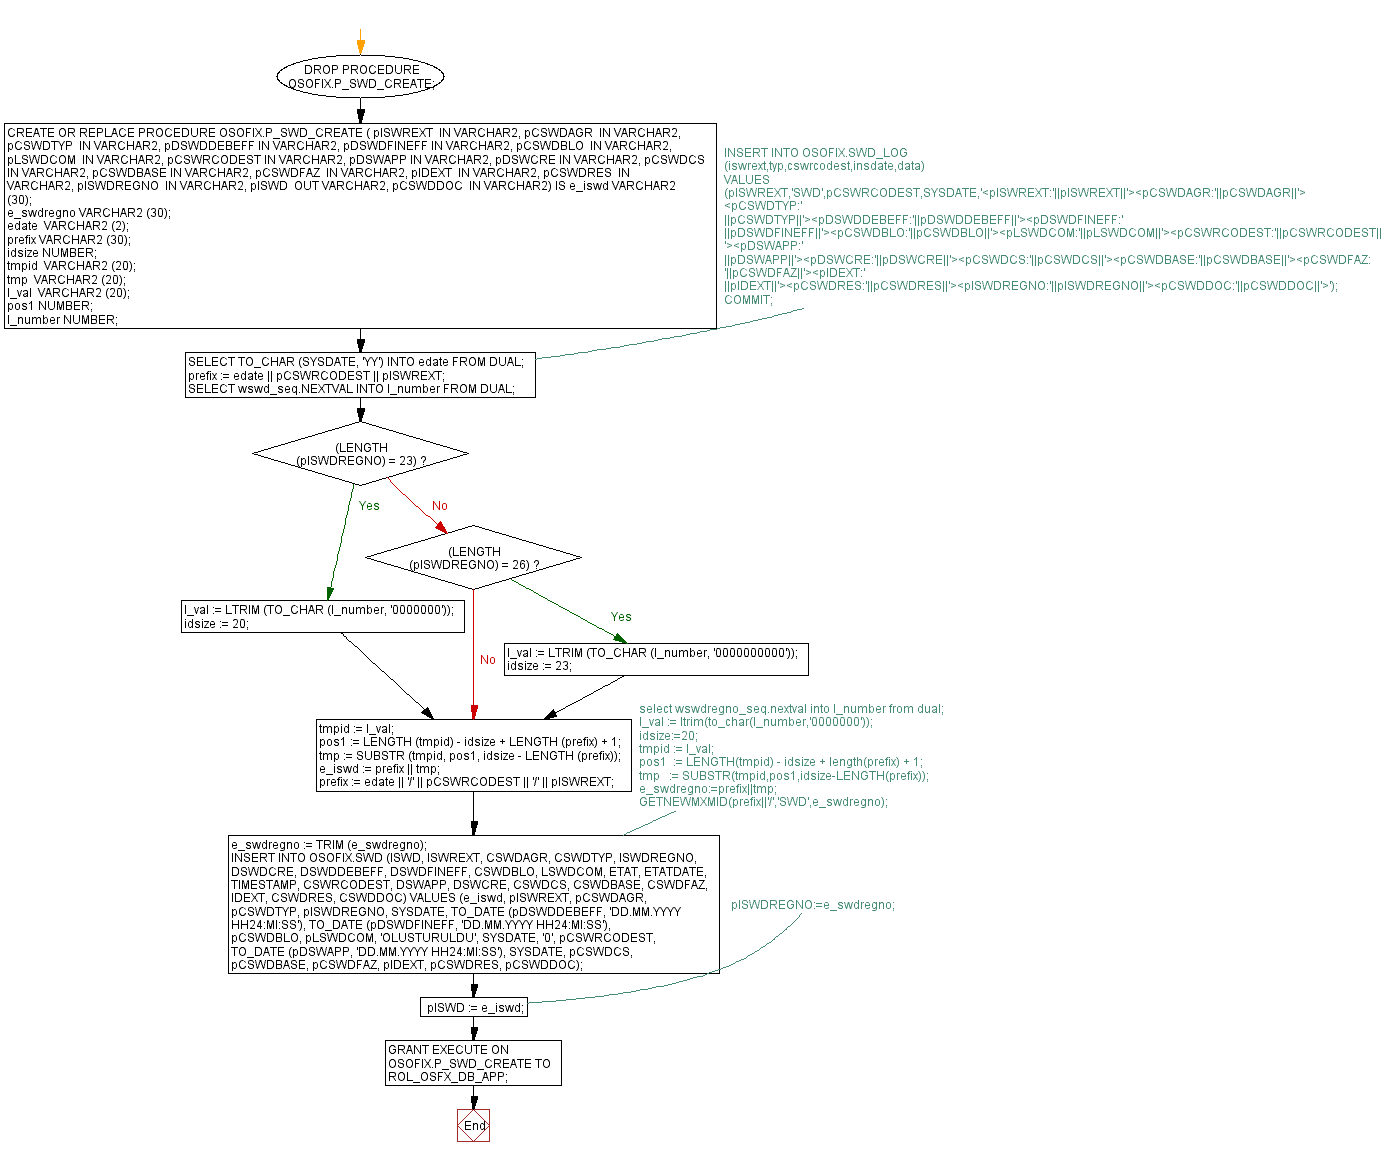 DROP PROCEDURE
OSOFIX.P_SWD_CREATE;
CREATE OR REPLACE PROCEDURE OSOFIX.P_SWD_CREATE ( pISWREXT  IN VARCHAR2, pCSWDAGR  IN VARCHAR2,
pCSWDTYP  IN VARCHAR2, pDSWDDEBEFF IN VARCHAR2, pDSWDFINEFF IN VARCHAR2, pCSWDBLO  IN VARCHAR2,
pLSWDCOM  IN VARCHAR2, pCSWRCODEST IN VARCHAR2, pDSWAPP IN VARCHAR2, pDSWCRE IN VARCHAR2, pCSWDCS
IN VARCHAR2, pCSWDBASE IN VARCHAR2, pCSWDFAZ  IN VARCHAR2, pIDEXT  IN VARCHAR2, pCSWDRES  IN
VARCHAR2, pISWDREGNO  IN VARCHAR2, pISWD  OUT VARCHAR2, pCSWDDOC  IN VARCHAR2) IS e_iswd VARCHAR2
(30);
e_swdregno VARCHAR2 (30);
edate  VARCHAR2 (2);
prefix VARCHAR2 (30);
idsize NUMBER;
tmpid  VARCHAR2 (20);
tmp  VARCHAR2 (20);
l_val  VARCHAR2 (20);
pos1 NUMBER;
l_number NUMBER;
INSERT INTO OSOFIX.SWD_LOG
(iswrext,typ,cswrcodest,insdate,data)
VALUES
(pISWREXT,'SWD',pCSWRCODEST,SYSDATE,'<pISWREXT:'||pISWREXT||'><pCSWDAGR:'||pCSWDAGR||'>
<pCSWDTYP:'
||pCSWDTYP||'><pDSWDDEBEFF:'||pDSWDDEBEFF||'><pDSWDFINEFF:'
||pDSWDFINEFF||'><pCSWDBLO:'||pCSWDBLO||'><pLSWDCOM:'||pLSWDCOM||'><pCSWRCODEST:'||pCSWRCODEST||
'><pDSWAPP:'
||pDSWAPP||'><pDSWCRE:'||pDSWCRE||'><pCSWDCS:'||pCSWDCS||'><pCSWDBASE:'||pCSWDBASE||'><pCSWDFAZ:
'||pCSWDFAZ||'><pIDEXT:'
||pIDEXT||'><pCSWDRES:'||pCSWDRES||'><pISWDREGNO:'||pISWDREGNO||'><pCSWDDOC:'||pCSWDDOC||'>');
COMMIT;
SELECT TO_CHAR (SYSDATE, 'YY') INTO edate FROM DUAL;
prefix := edate || pCSWRCODEST || pISWREXT;
SELECT wswd_seq.NEXTVAL INTO l_number FROM DUAL;
(LENGTH
(pISWDREGNO) = 23) ?
Yes
No
(LENGTH
(pISWDREGNO) = 26) ?
l_val := LTRIM (TO_CHAR (l_number, '0000000'));
idsize := 20;
Yes
No
l_val := LTRIM (TO_CHAR (l_number, '0000000000'));
idsize := 23;
tmpid := l_val;
pos1 := LENGTH (tmpid) - idsize + LENGTH (prefix) + 1;
tmp := SUBSTR (tmpid, pos1, idsize - LENGTH (prefix));
e_iswd := prefix || tmp;
prefix := edate || '/' || pCSWRCODEST || '/' || pISWREXT;
select wswdregno_seq.nextval into l_number from dual;
l_val := ltrim(to_char(l_number,'0000000'));
idsize:=20;
tmpid := l_val;
pos1  := LENGTH(tmpid) - idsize + length(prefix) + 1;
tmp   := SUBSTR(tmpid,pos1,idsize-LENGTH(prefix));
e_swdregno:=prefix||tmp;
GETNEWMXMID(prefix||'/','SWD',e_swdregno);
e_swdregno := TRIM (e_swdregno);
INSERT INTO OSOFIX.SWD (ISWD, ISWREXT, CSWDAGR, CSWDTYP, ISWDREGNO,
DSWDCRE, DSWDDEBEFF, DSWDFINEFF, CSWDBLO, LSWDCOM, ETAT, ETATDATE,
TIMESTAMP, CSWRCODEST, DSWAPP, DSWCRE, CSWDCS, CSWDBASE, CSWDFAZ,
IDEXT, CSWDRES, CSWDDOC) VALUES (e_iswd, pISWREXT, pCSWDAGR,
pCSWDTYP, pISWDREGNO, SYSDATE, TO_DATE (pDSWDDEBEFF, 'DD.MM.YYYY
HH24:MI:SS'), TO_DATE (pDSWDFINEFF, 'DD.MM.YYYY HH24:MI:SS'),
pCSWDBLO, pLSWDCOM, 'OLUSTURULDU', SYSDATE, '0', pCSWRCODEST,
TO_DATE (pDSWAPP, 'DD.MM.YYYY HH24:MI:SS'), SYSDATE, pCSWDCS,
pCSWDBASE, pCSWDFAZ, pIDEXT, pCSWDRES, pCSWDDOC);
pISWDREGNO:=e_swdregno;
pISWD := e_iswd;
GRANT EXECUTE ON
OSOFIX.P_SWD_CREATE TO
ROL_OSFX_DB_APP;
End